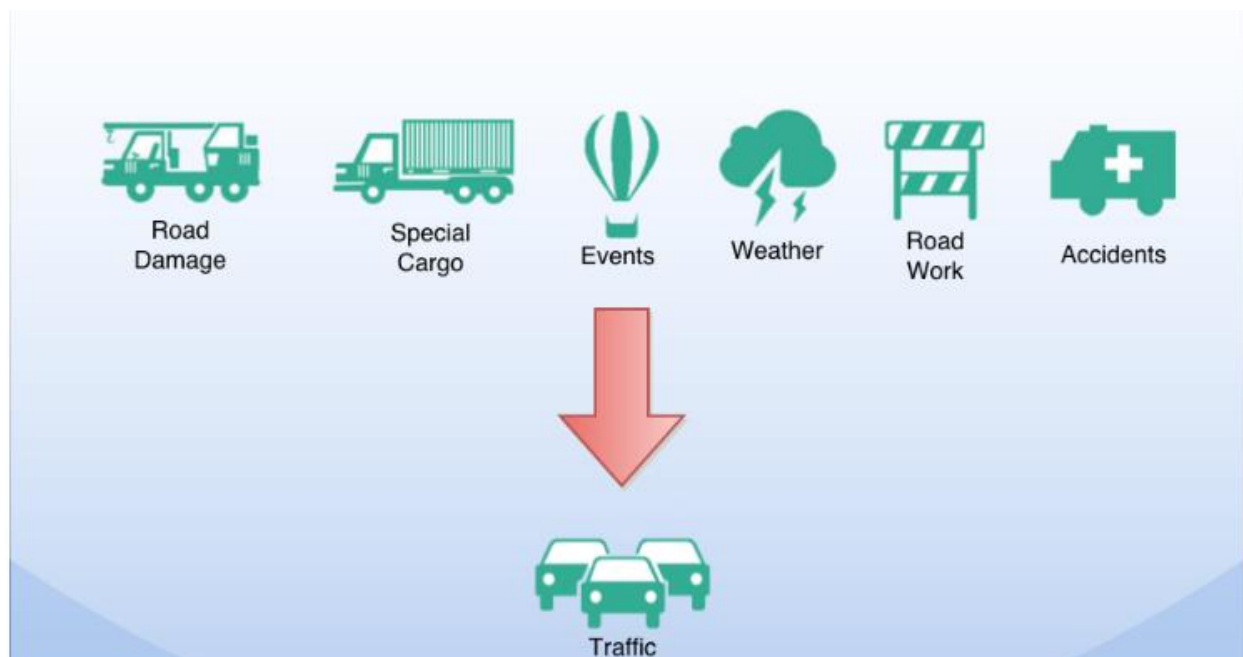 Road
Damage
Special
Cargo
Events
Weather
Road
Work
Accidents
Traffic